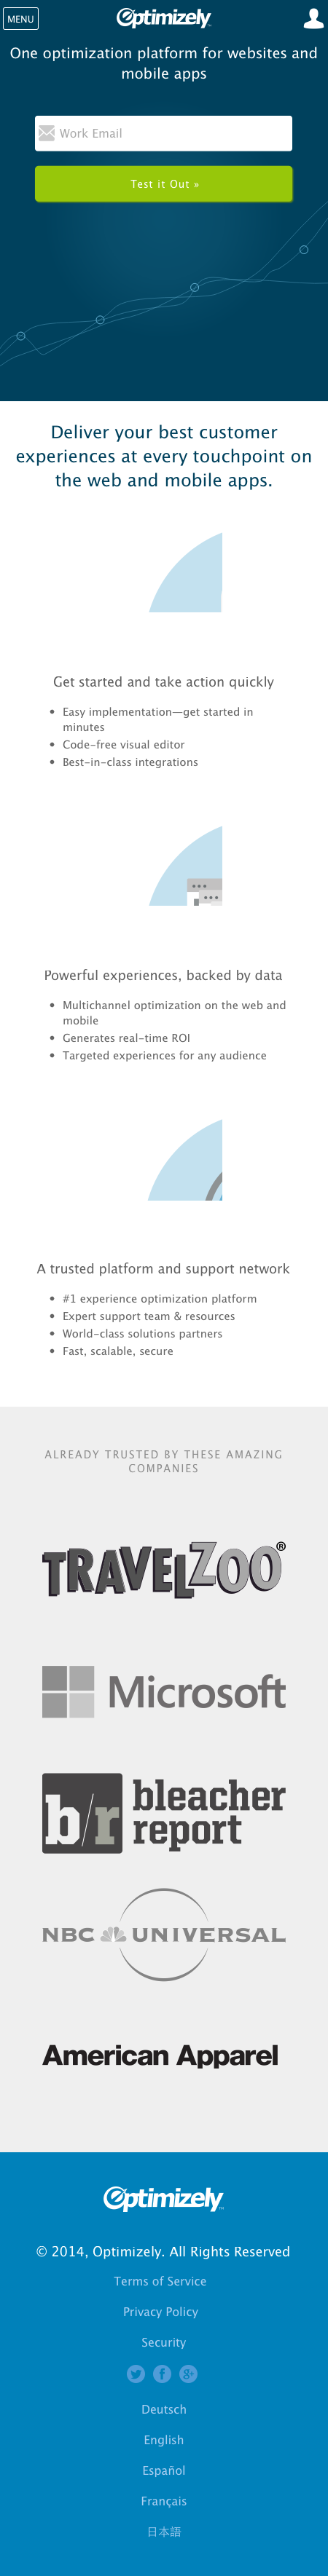 MENU
Optimizely
One optimization platform for websites and
mobile apps
Work Email
Test it Out »
Deliver your best customer
experiences at every touchpoint on
the web and mobile apps.
Get started and take action quickly
• Easy implementation—get started in
minutes
• Code-free visual editor
• Best-in-class integrations
Powerful experiences, backed by data
• Multichannel optimization on the web and
mobile
• Generates real-time ROI
• Targeted experiences for any audience
A trusted platform and support network
• #1 experience optimization platform
• Expert support team & resources
• World-class solutions partners
• Fast, scalable, secure
ALREADY TRUSTED BY THESE AMAZING
COMPANIES
TRAVELZOO®
Microsoft
b/r bleacher
report
NBC UNIVERSAL
American Apparel
Optimizely
© 2014, Optimizely. All Rights Reserved
Terms of Service
Privacy Policy
Security
Deutsch
English
Español
Français
日本語